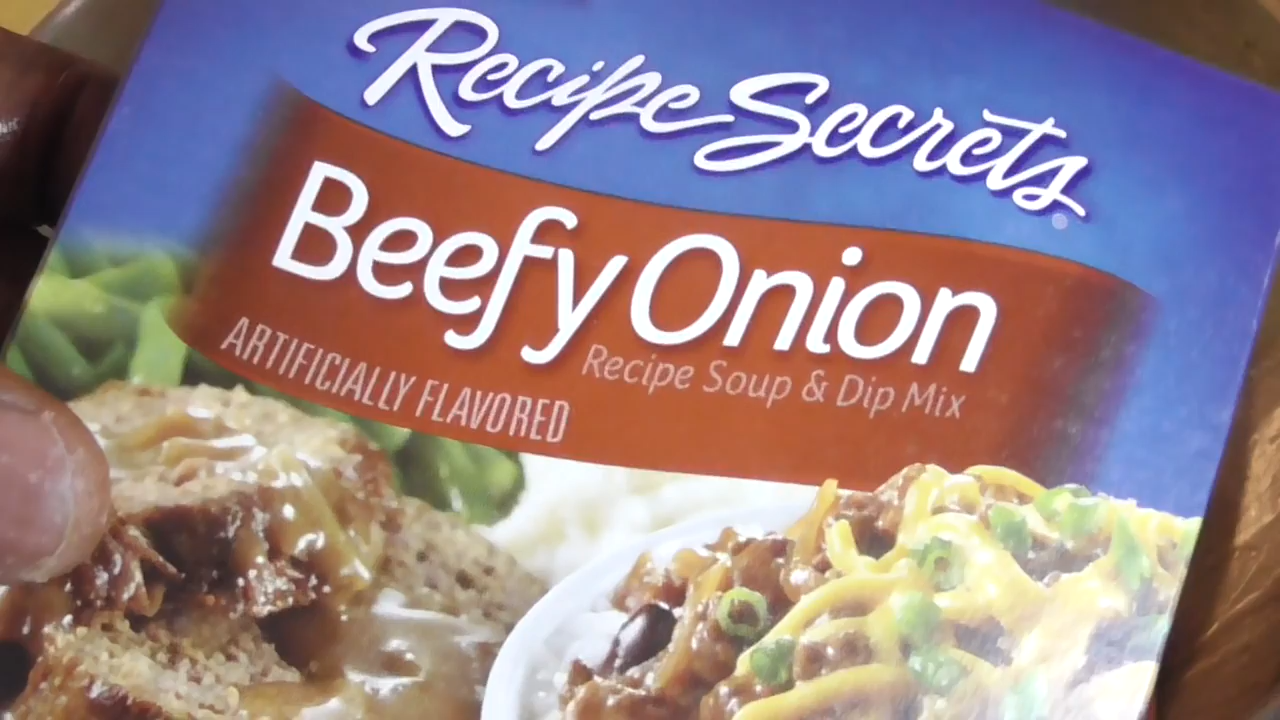 Recipe Secrets
Beefy Onion
Recipe Soup & Dip Mix
ARTIFICIALLY FLAVORED